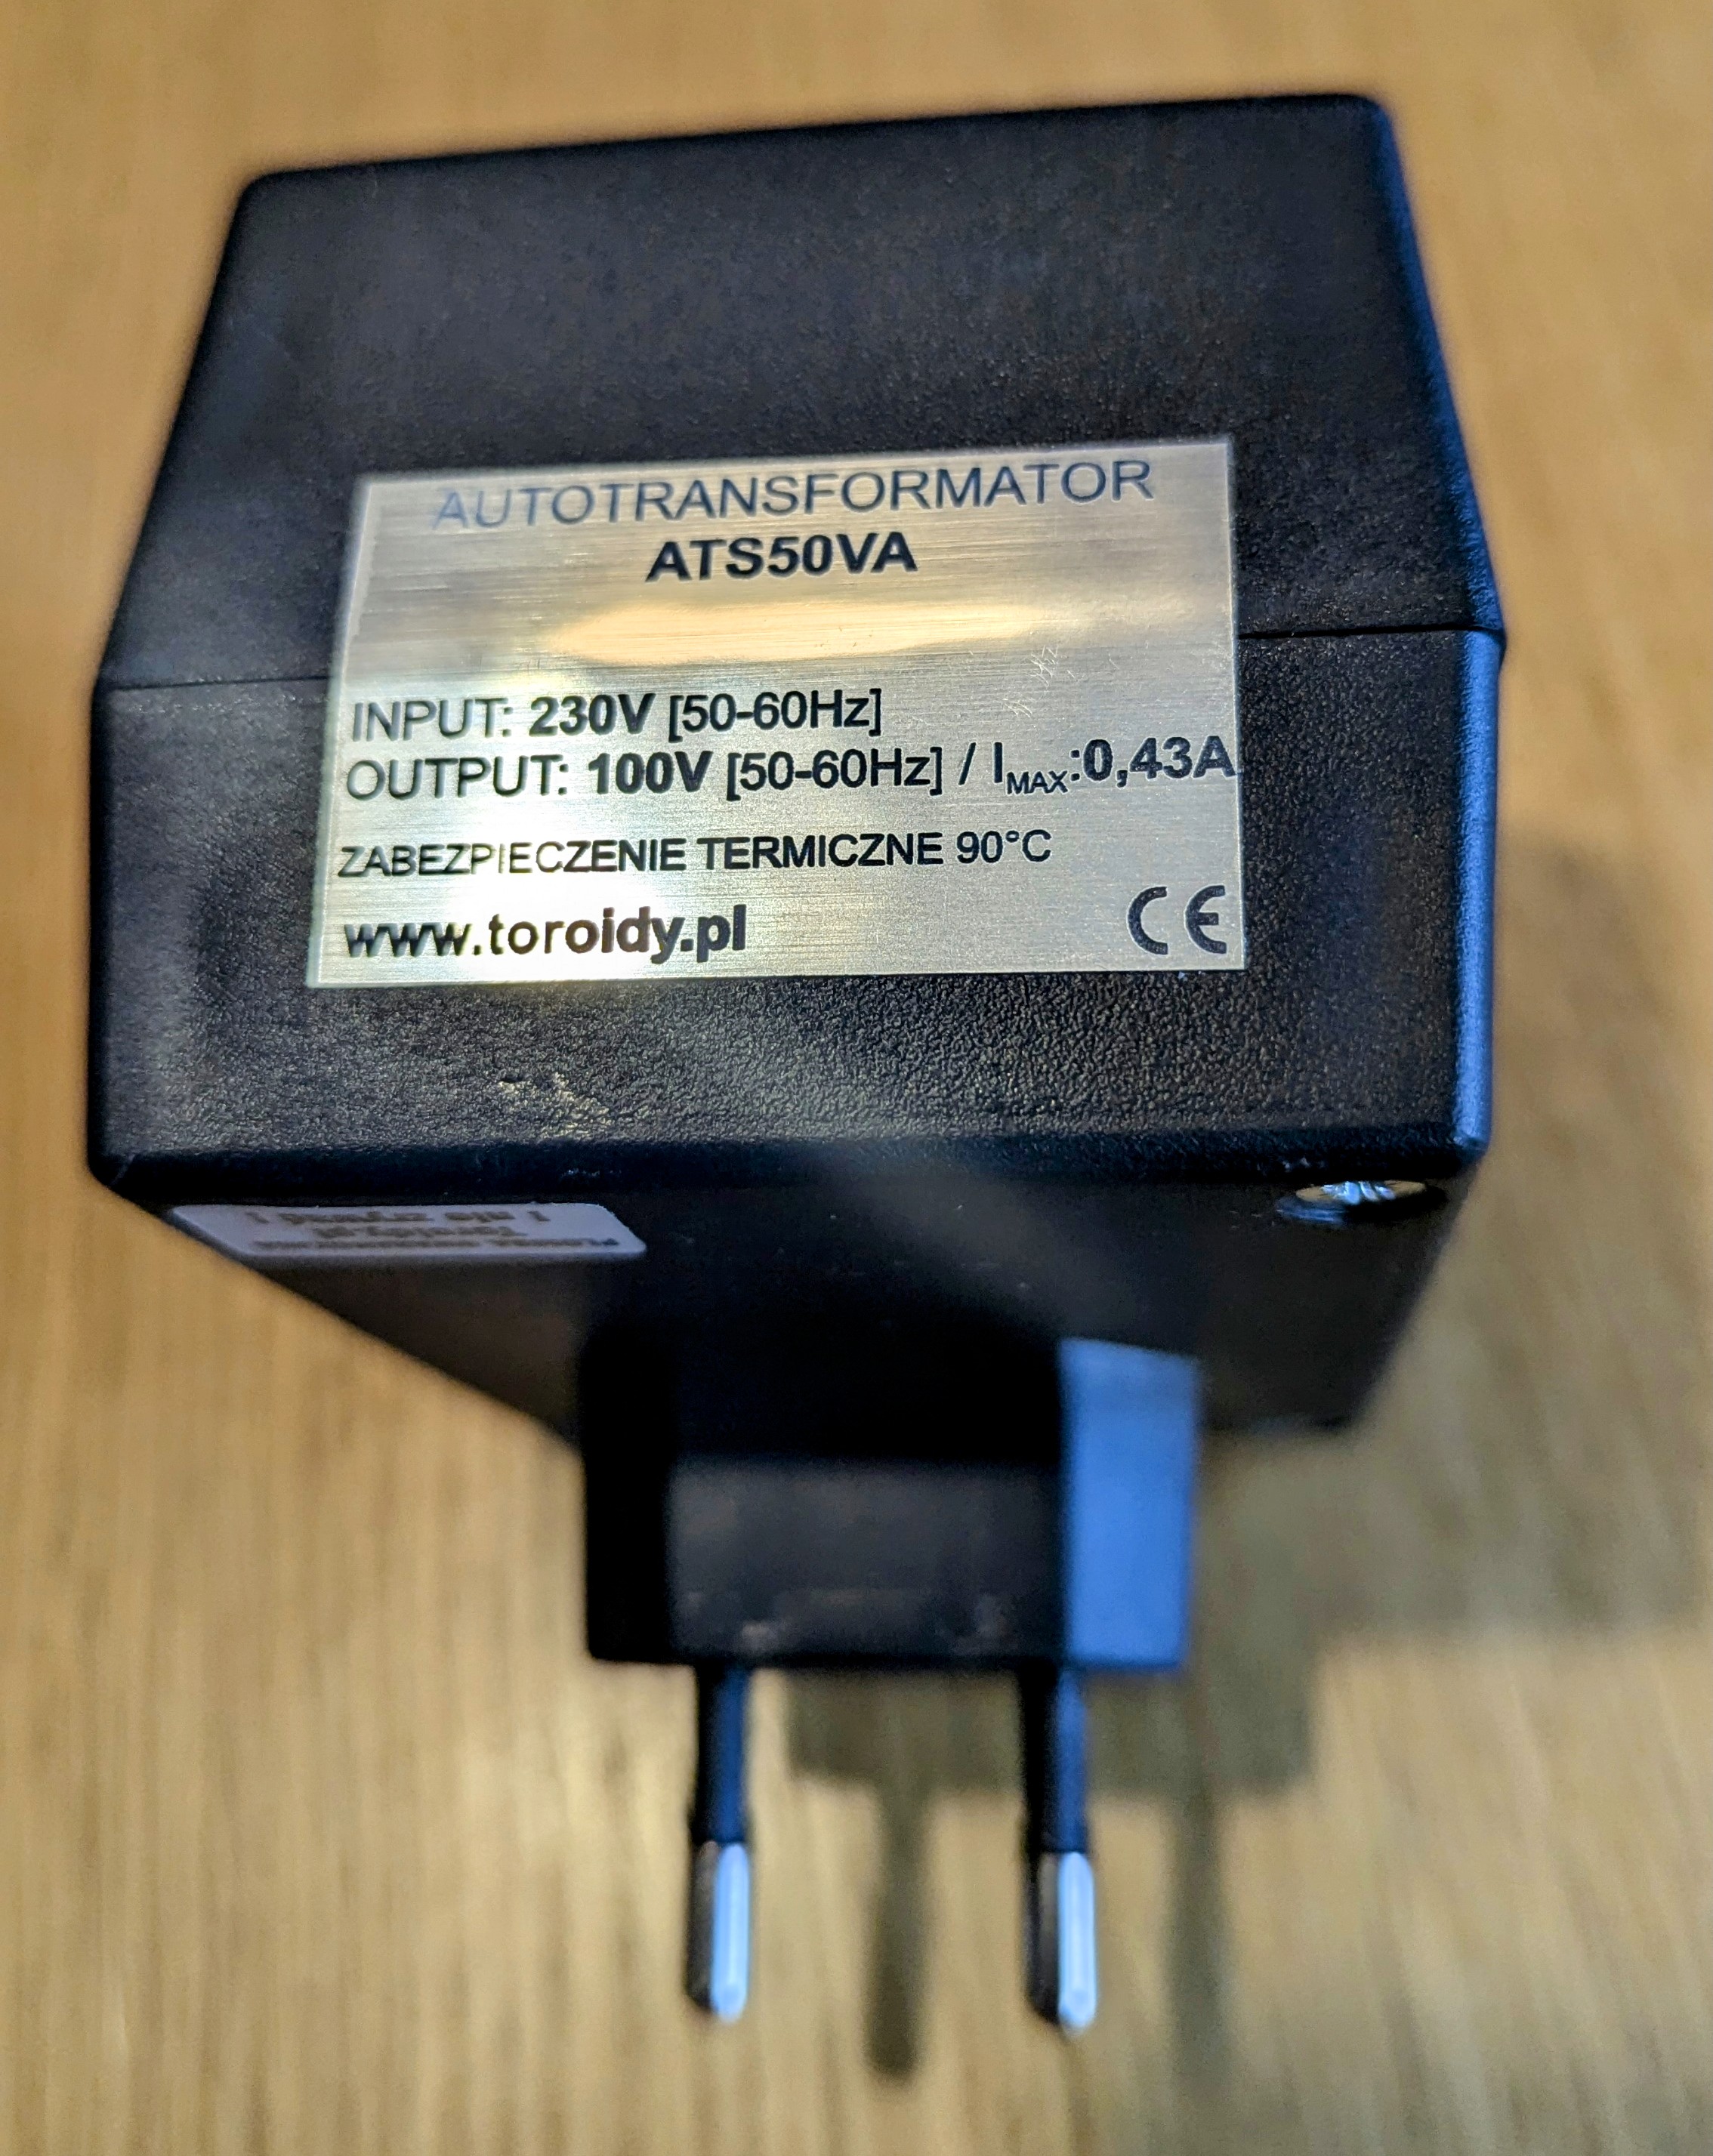 AUTOTRANSFORMATOR
ATS50VA
INPUT: 230V [50-60Hz]
OUTPUT: 100V [50-60Hz] / IMAX:0,43A
ZABEZPIECZENIE TERMICZNE 90°C
www.toroidy.pl
CE